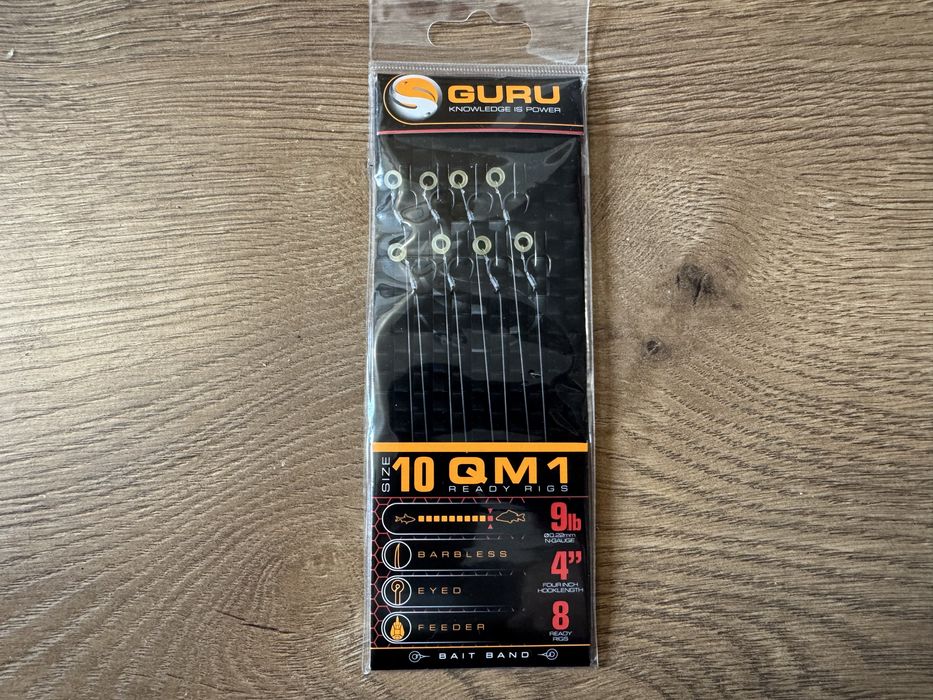 GURU
KNOWLEDGE IS POWER
SIZE 10 QM1
READY RIGS
9lb
Ø0.22mm
N-GAUGE
BARBLESS
4”
FOUR INCH
HOOKLENGTH
EYED
8
READY
RIGS
FEEDER
BAIT BAND